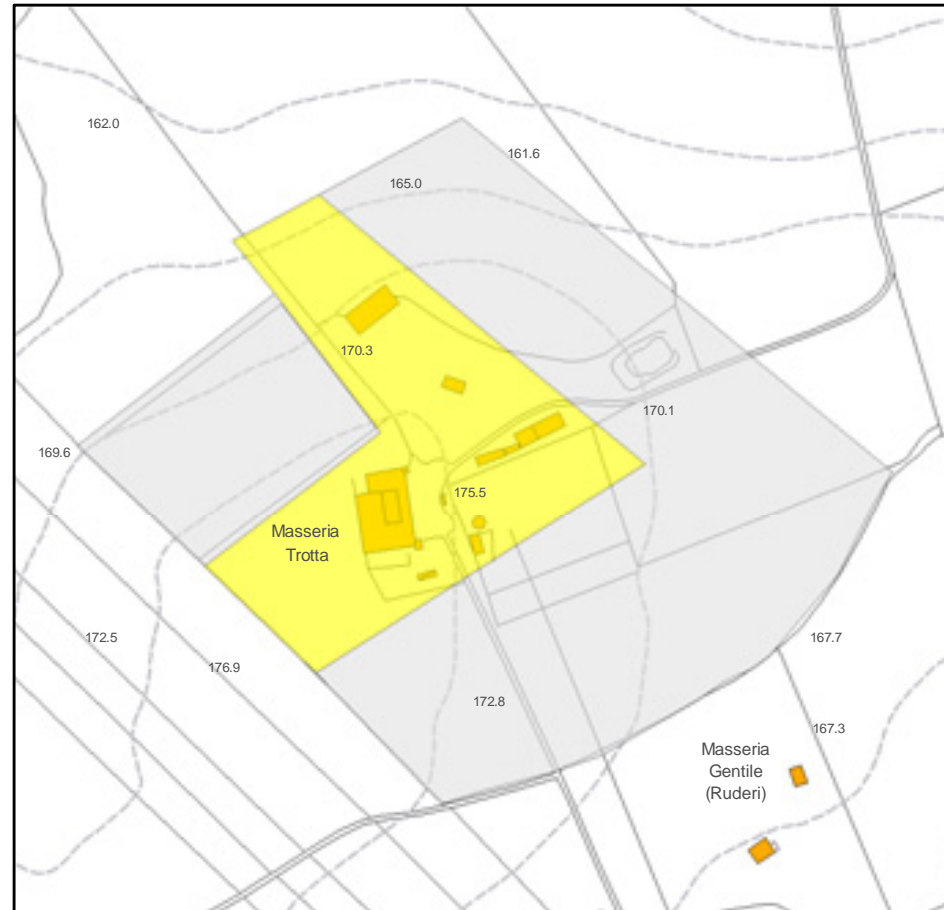 162.0
161.6
165.0
170.3
170.1
169.6
175.5
Masseria
Trotta
172.5
176.9
167.7
172.8
167.3
Masseria
Gentile
(Ruderi)